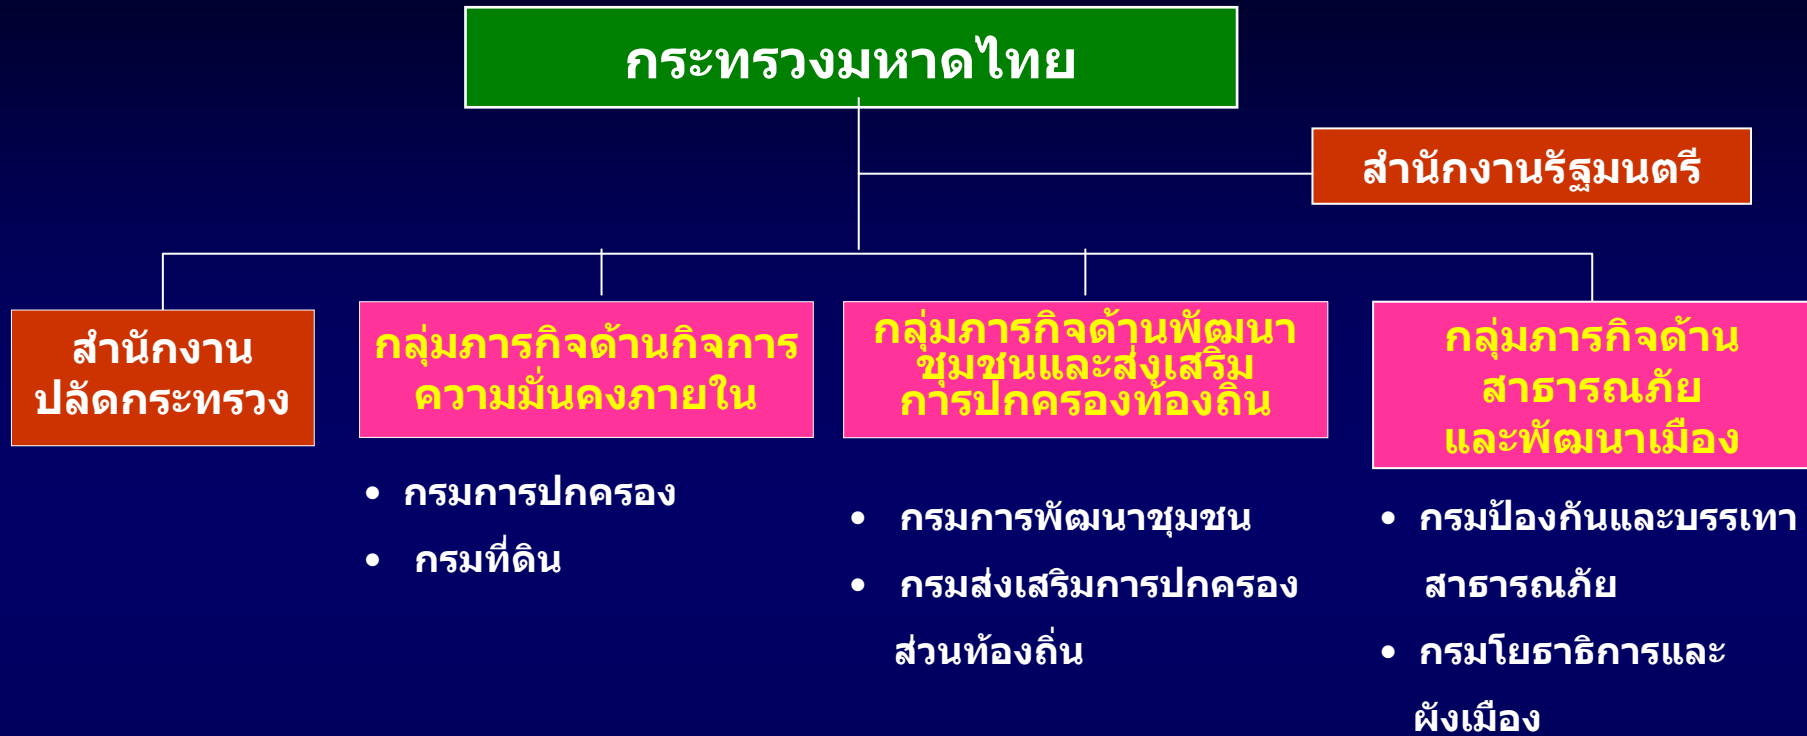 กระทรวงมหาดไทย
สำนักงานรัฐมนตรี
สำนักงาน
ปลัดกระทรวง
กลุ่มภารกิจด้านกิจการ
ความมั่นคงภายใน
• กรมการปกครอง
• กรมที่ดิน
กลุ่มภารกิจด้านพัฒนา
ชุมชนและส่งเสริม
การปกครองท้องถิ่น
• กรมการพัฒนาชุมชน
• กรมส่งเสริมการปกครอง
ส่วนท้องถิ่น
กลุ่มภารกิจด้าน
สาธารณภัย
และพัฒนาเมือง
• กรมป้องกันและบรรเทา
สาธารณภัย
• กรมโยธาธิการและ
ผังเมือง